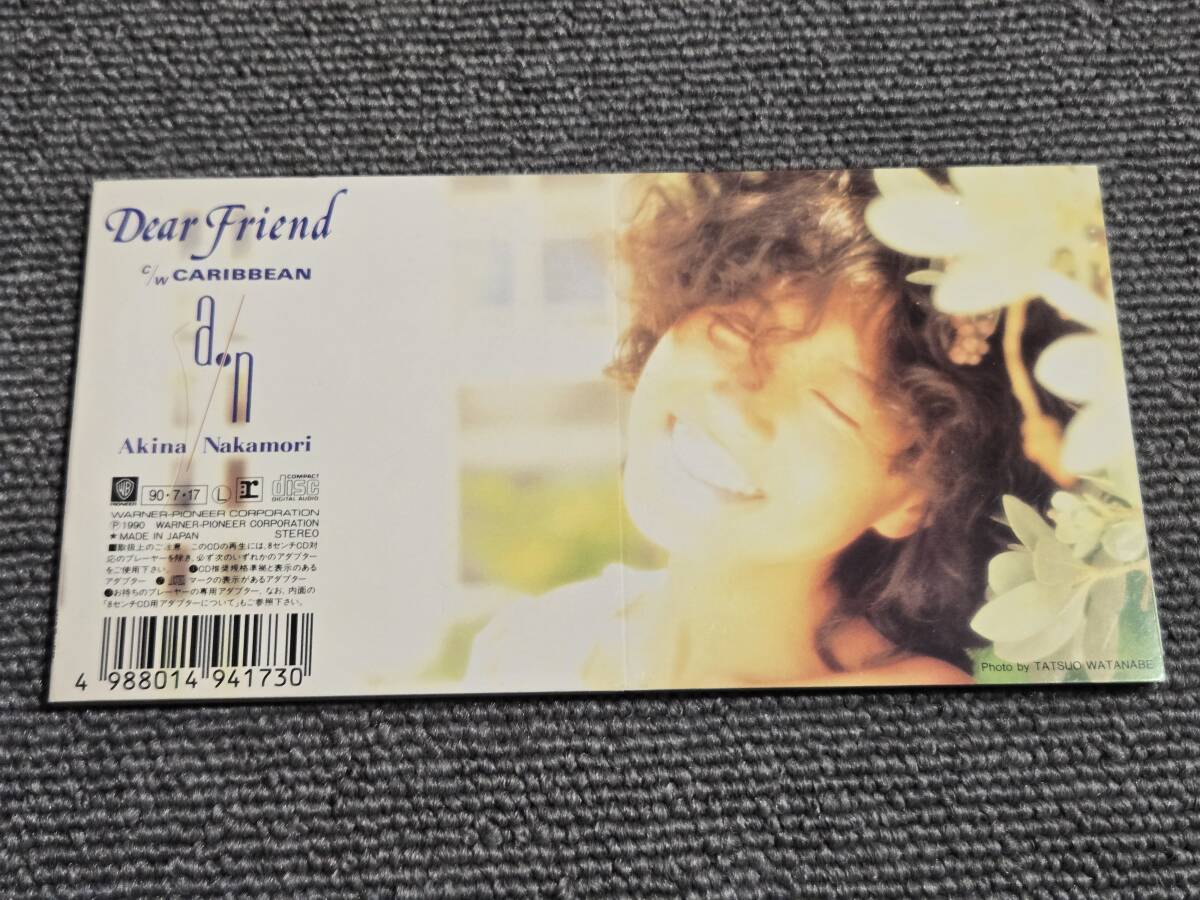 Dear Friend
c/w CARIBBEAN
a.n
Akina Nakamori
WB PIONEER 90・7・17 L r COMPACT disc DIGITAL AUDIO
WARNER-PIONEER CORPORATION
Ⓟ1990 WARNER-PIONEER CORPORATION
★MADE IN JAPAN STEREO
■取扱上のご注意 このCDの再生には、8センチCD対
応のプレーヤーを除き、必ず次のいずれかのアダプター
をご使用下さい。 ❶CD推奨規格準拠と表示のある
アダプター ❷ マークの表示があるアダプター
❸お持ちのプレーヤーの専用アダプター、なお、内面の
「8センチCD用アダプターについて」もご参照下さい。
4 988014 941730
Photo by TATSUO WATANABE